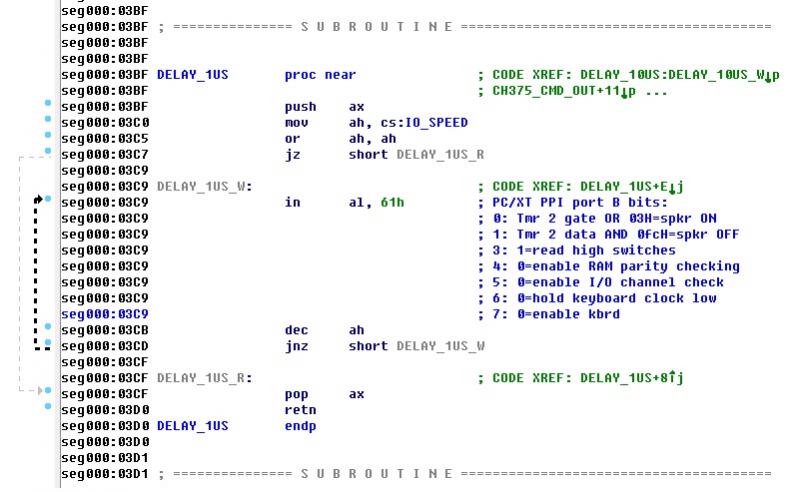 seg000:03BF
seg000:03BF ; =============== S U B R O U T I N E =======================================
seg000:03BF
seg000:03BF
seg000:03BF DELAY_1US proc near ; CODE XREF: DELAY_10US:DELAY_10US_W↓p
seg000:03BF ; CODE XREF: CH375_CMD_OUT+11↓p ...
seg000:03BF push ax
seg000:03C0 mov ah, cs:IO_SPEED
seg000:03C5 or ah, ah
seg000:03C7 jz short DELAY_1US_R
seg000:03C9
seg000:03C9 DELAY_1US_W: ; CODE XREF: DELAY_1US+E↓j
seg000:03C9 in al, 61h ; PC/XT PPI port B bits:
seg000:03C9 ; 0: Tmr 2 gate OR 03H=spkr ON
seg000:03C9 ; 1: Tmr 2 data AND 0fcH=spkr OFF
seg000:03C9 ; 3: 1=read high switches
seg000:03C9 ; 4: 0=enable RAM parity checking
seg000:03C9 ; 5: 0=enable I/O channel check
seg000:03C9 ; 6: 0=hold keyboard clock low
seg000:03C9 ; 7: 0=enable kbrd
seg000:03CB dec ah
seg000:03CD jnz short DELAY_1US_W
seg000:03CF
seg000:03CF DELAY_1US_R: ; CODE XREF: DELAY_1US+8↑j
seg000:03CF pop ax
seg000:03D0 retn
seg000:03D0 DELAY_1US endp
seg000:03D0
seg000:03D1
seg000:03D1 ; =============== S U B R O U T I N E =======================================